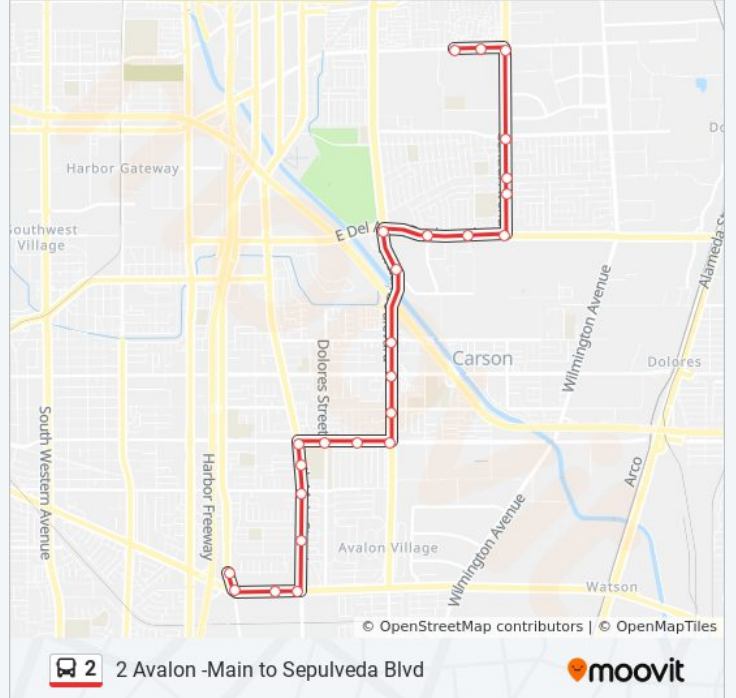 Harbor Gateway
Southwest
Village
E Del A
Carson
Dolores
Dolores Street
Wilmington Avenue
Alameda St
South Western Avenue
Harbor Freeway
Arco
Avalon Village
Wilmington Avenue
Watson
© OpenStreetMap contributors | © OpenMapTiles
2 2 Avalon -Main to Sepulveda Blvd
moovit